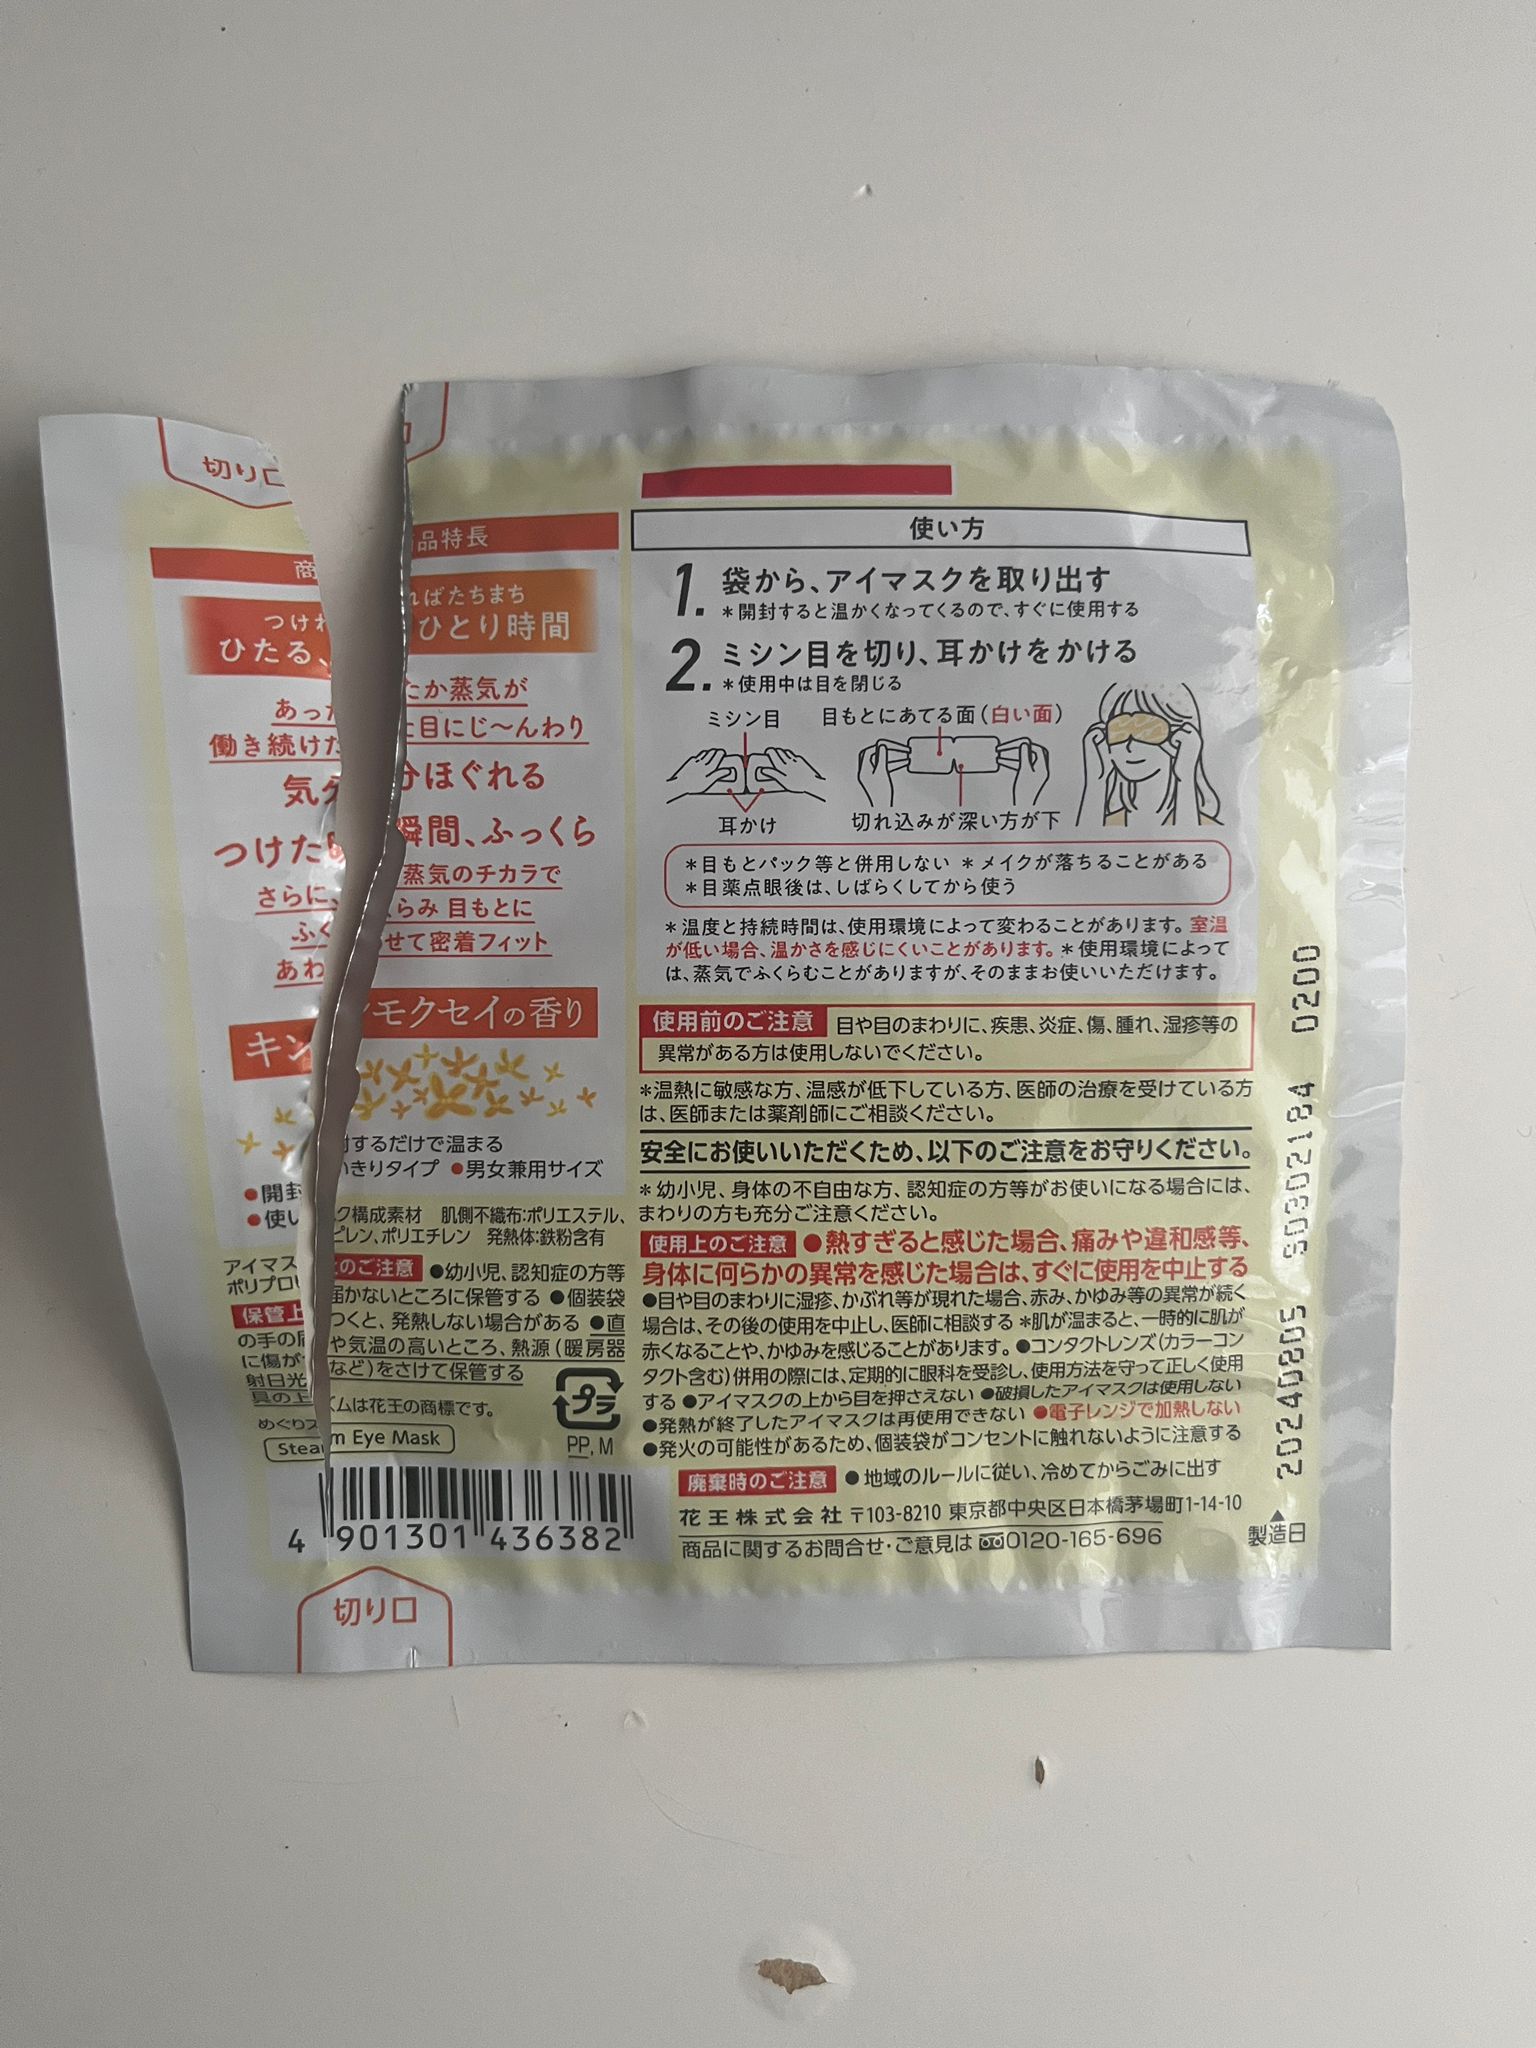 切り口
商品特長
つければたちまち
ひたる、ひとり時間
あったか蒸気が
働き続けた目にじ〜んわり
気分ほぐれる
つけた瞬間、ふっくら
さらに、蒸気のチカラで
ふくらみ 目もとに
あわせて密着フィット
キンモクセイの香り
●開封するだけで温まる
●使いきりタイプ ●男女兼用サイズ
アイマスク構成素材 肌側不織布:ポリエステル、
ポリプロピレン、ポリエチレン 発熱体:鉄粉含有
保管上のご注意 ●幼小児、認知症の方等
の手の届かないところに保管する ●個装袋
に傷がつくと、発熱しない場合がある ●直
射日光や気温の高いところ、熱源(暖房器
具の上など)をさけて保管する
めぐりズムは花王の商標です。
Steam Eye Mask
プラ
PP, M
4 901301 436382
切り口
使い方
1. 袋から、アイマスクを取り出す
*開封すると温かくなってくるので、すぐに使用する
2. ミシン目を切り、耳かけをかける
*使用中は目を閉じる
ミシン目 目もとにあてる面(白い面)
耳かけ 切れ込みが深い方が下
*目もとパック等と併用しない *メイクが落ちることがある
*目薬点眼後は、しばらくしてから使う
*温度と持続時間は、使用環境によって変わることがあります。室温
が低い場合、温かさを感じにくいことがあります。*使用環境によって
は、蒸気でふくらむことがありますが、そのままお使いいただけます。
使用前のご注意 目や目のまわりに、疾患、炎症、傷、腫れ、湿疹等の
異常がある方は使用しないでください。
*温熱に敏感な方、温感が低下している方、医師の治療を受けている方
は、医師または薬剤師にご相談ください。
安全にお使いいただくため、以下のご注意をお守りください。
*幼小児、身体の不自由な方、認知症の方等がお使いになる場合には、
まわりの方も充分ご注意ください。
使用上のご注意 ●熱すぎると感じた場合、痛みや違和感等、
身体に何らかの異常を感じた場合は、すぐに使用を中止する
●目や目のまわりに湿疹、かぶれ等が現れた場合、赤み、かゆみ等の異常が続く
場合は、その後の使用を中止し、医師に相談する *肌が温まると、一時的に肌が
赤くなることや、かゆみを感じることがあります。●コンタクトレンズ(カラーコン
タクト含む)併用の際には、定期的に眼科を受診し、使用方法を守って正しく使用
する ●アイマスクの上から目を押さえない ●破損したアイマスクは使用しない
●発熱が終了したアイマスクは再使用できない ●電子レンジで加熱しない
●発火の可能性があるため、個装袋がコンセントに触れないように注意する
廃棄時のご注意 ●地域のルールに従い、冷めてからごみに出す
花王株式会社 〒103-8210 東京都中央区日本橋茅場町1-14-10
商品に関するお問合せ・ご意見は 0120-165-696
20240805 S0302184 0200
▲
製造日